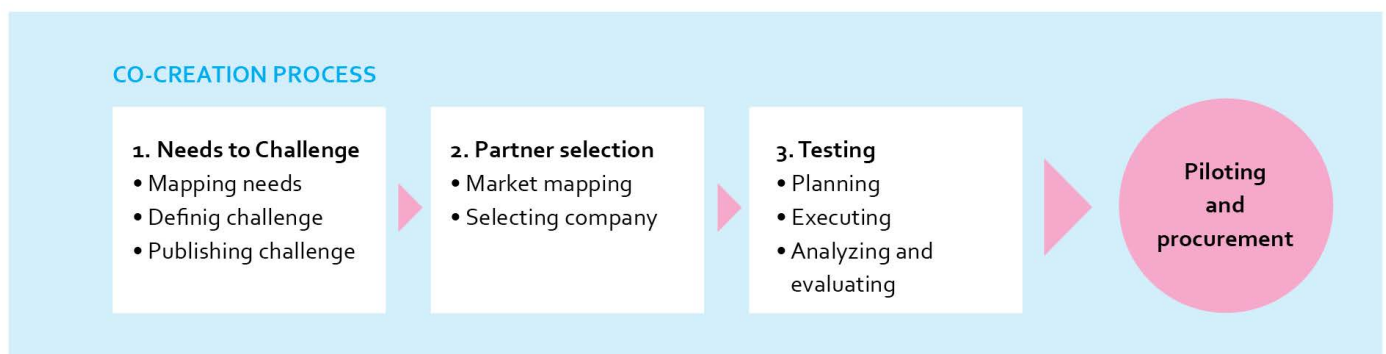 CO-CREATION PROCESS
1. Needs to Challenge
• Mapping needs
• Definig challenge
• Publishing challenge
2. Partner selection
• Market mapping
• Selecting company
3. Testing
• Planning
• Executing
• Analyzing and
evaluating
Piloting
and
procurement